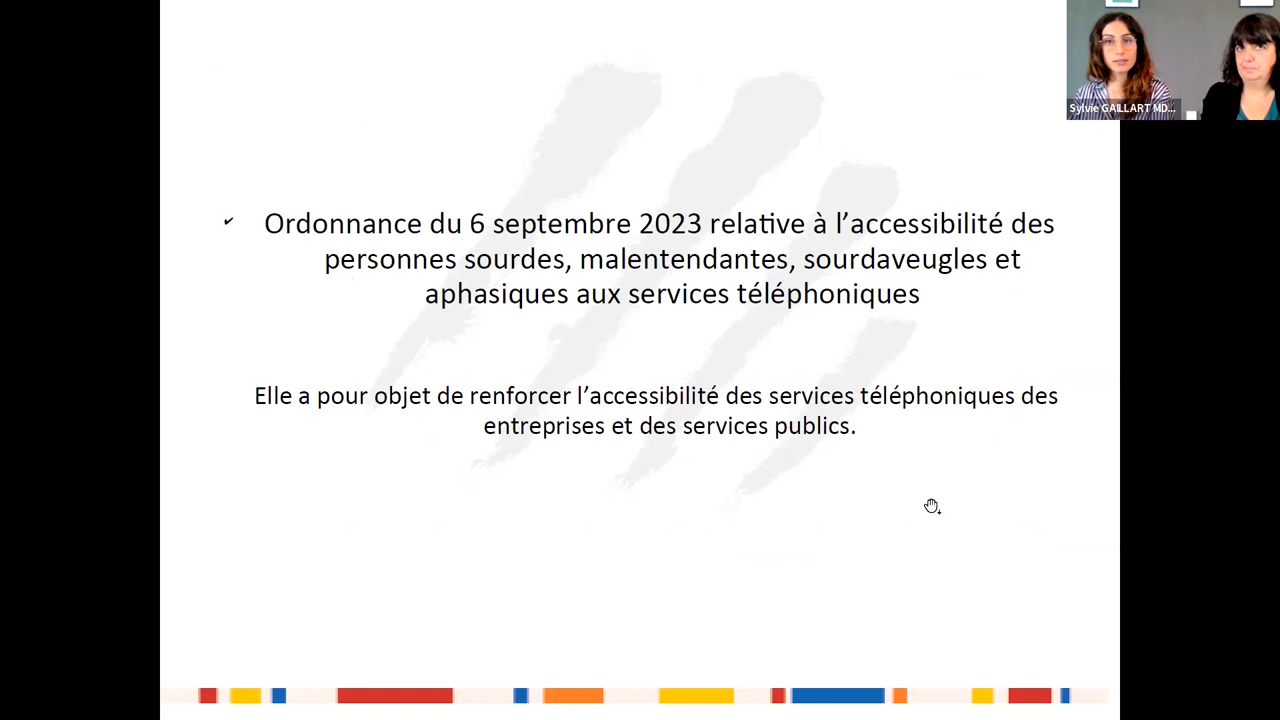 Sylvie GAILLART MD...
✓ Ordonnance du 6 septembre 2023 relative à l’accessibilité des
personnes sourdes, malentendantes, sourdaveugles et
aphasiques aux services téléphoniques
Elle a pour objet de renforcer l’accessibilité des services téléphoniques des
entreprises et des services publics.